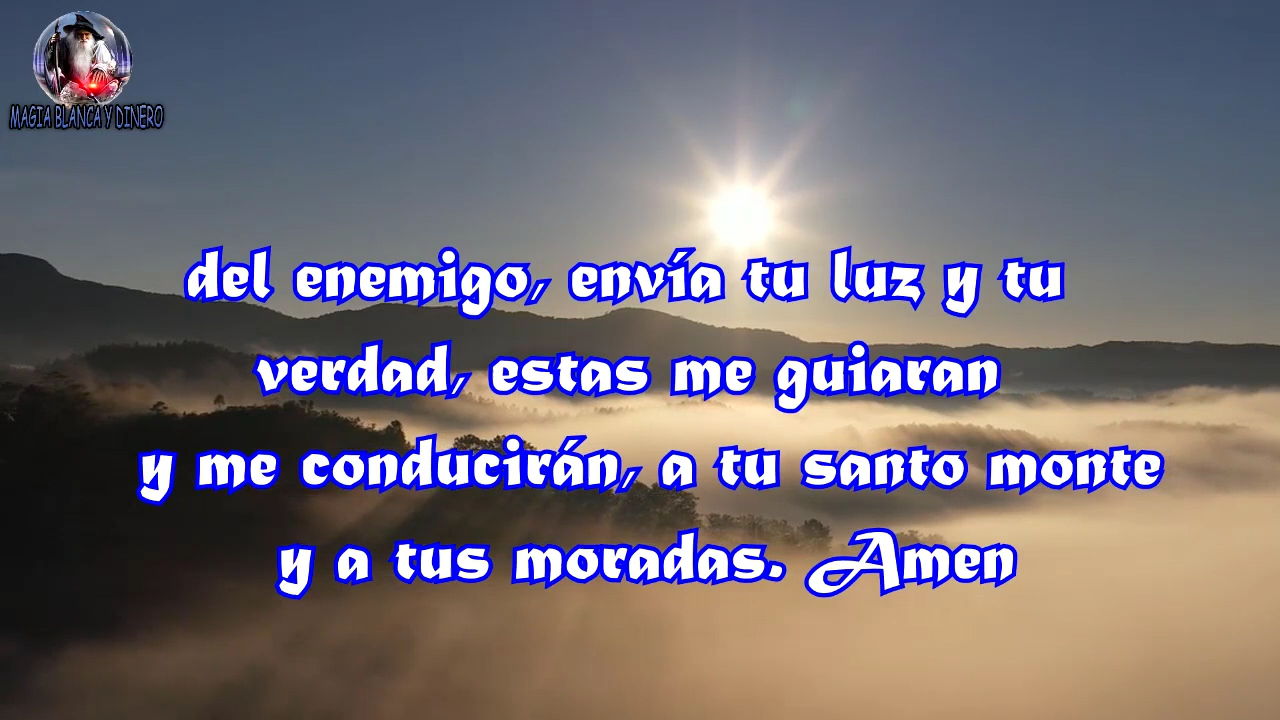 MAGIA BLANCA Y DINERO
del enemigo, envía tu luz y tu
verdad, estas me guiaran
y me conducirán, a tu santo monte
y a tus moradas. Amen